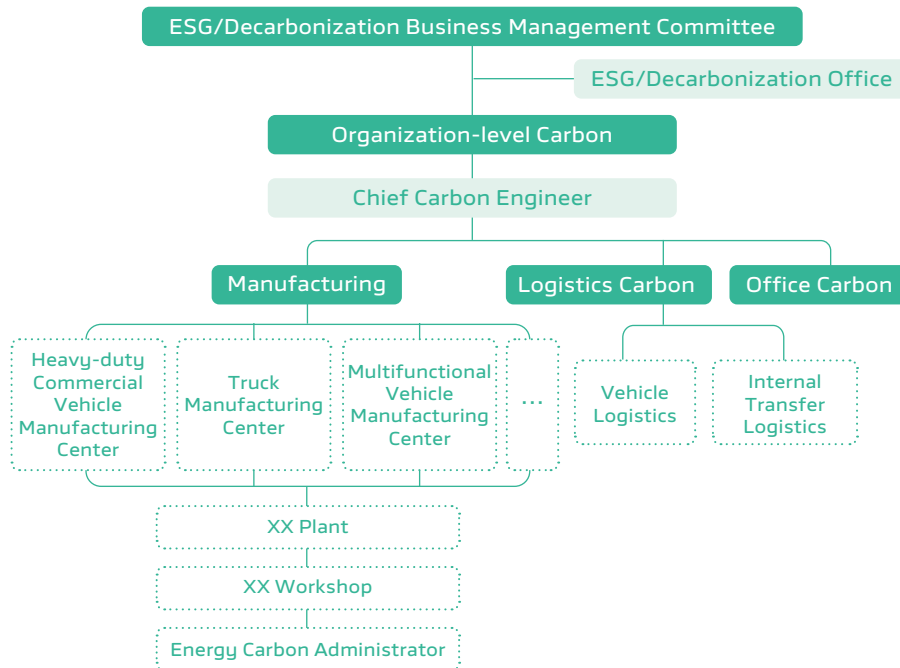 ESG/Decarbonization Business Management Committee
ESG/Decarbonization Office
Organization-level Carbon
Chief Carbon Engineer
Manufacturing
Logistics Carbon
Office Carbon
Heavy-duty
Commercial
Vehicle
Manufacturing
Center
Truck
Manufacturing
Center
Multifunctional
Vehicle
Manufacturing
Center
...
Vehicle
Logistics
Internal
Transfer
Logistics
XX Plant
XX Workshop
Energy Carbon Administrator